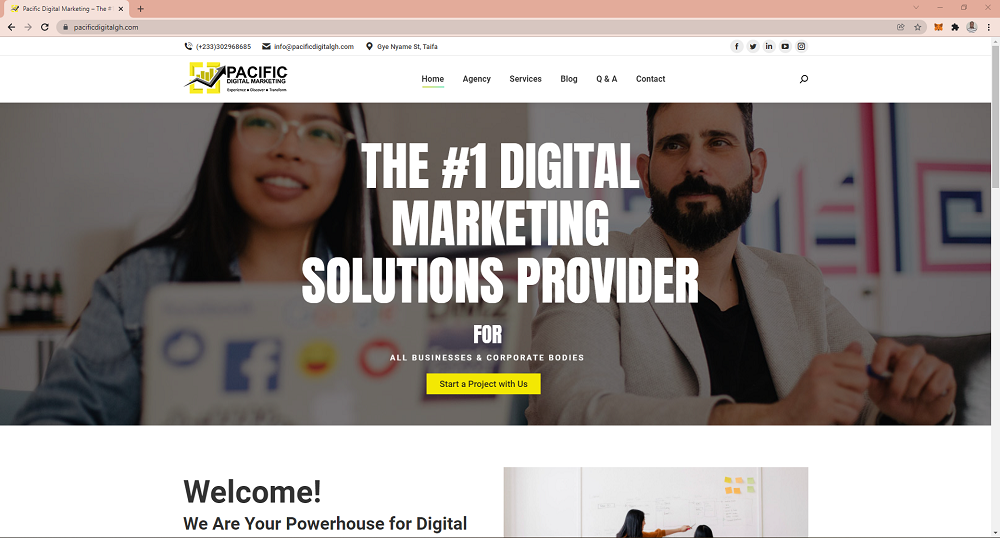 Pacific Digital Marketing – The #
pacificdigitalgh.com
(+233)302968685
info@pacificdigitalgh.com
Gye Nyame St, Taifa
PACIFIC
DIGITAL MARKETING
Experience ● Discover ● Transform
Home
Agency
Services
Blog
Q & A
Contact
THE #1 DIGITAL
MARKETING
SOLUTIONS PROVIDER
FOR
ALL BUSINESSES & CORPORATE BODIES
Start a Project with Us
Welcome!
We Are Your Powerhouse for Digital